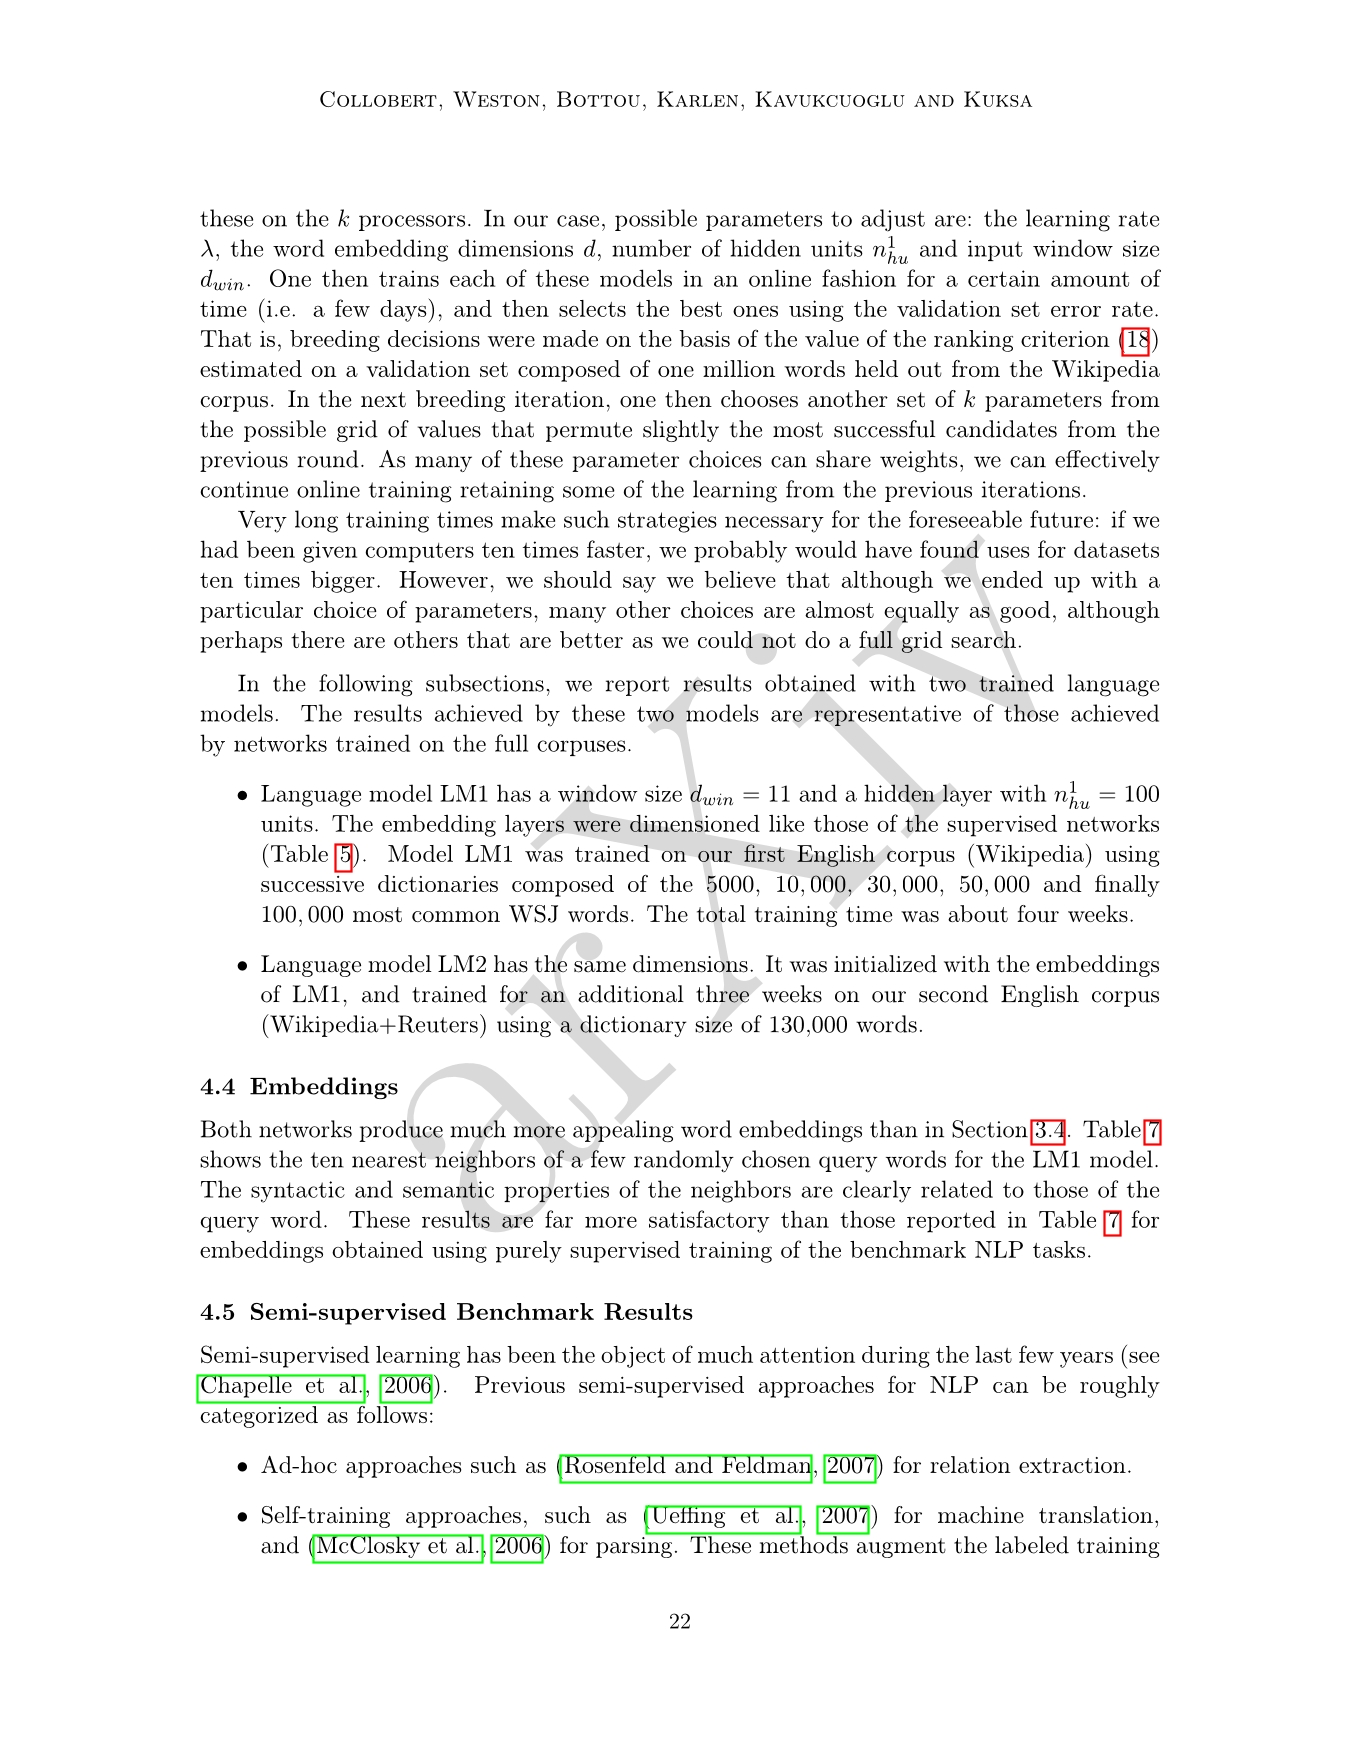 Collobert, Weston, Bottou, Karlen, Kavukcuoglu and Kuksa
these on the k processors. In our case, possible parameters to adjust are: the learning rate
λ, the word embedding dimensions d, number of hidden units n^1_{hu} and input window size
d_{win}. One then trains each of these models in an online fashion for a certain amount of
time (i.e. a few days), and then selects the best ones using the validation set error rate.
That is, breeding decisions were made on the basis of the value of the ranking criterion (18)
estimated on a validation set composed of one million words held out from the Wikipedia
corpus. In the next breeding iteration, one then chooses another set of k parameters from
the possible grid of values that permute slightly the most successful candidates from the
previous round. As many of these parameter choices can share weights, we can effectively
continue online training retaining some of the learning from the previous iterations.
Very long training times make such strategies necessary for the foreseeable future: if we
had been given computers ten times faster, we probably would have found uses for datasets
ten times bigger. However, we should say we believe that although we ended up with a
particular choice of parameters, many other choices are almost equally as good, although
perhaps there are others that are better as we could not do a full grid search.
In the following subsections, we report results obtained with two trained language
models. The results achieved by these two models are representative of those achieved
by networks trained on the full corpuses.
• Language model LM1 has a window size d_{win} = 11 and a hidden layer with n^1_{hu} = 100
units. The embedding layers were dimensioned like those of the supervised networks
(Table 5). Model LM1 was trained on our first English corpus (Wikipedia) using
successive dictionaries composed of the 5000, 10,000, 30,000, 50,000 and finally
100,000 most common WSJ words. The total training time was about four weeks.
• Language model LM2 has the same dimensions. It was initialized with the embeddings
of LM1, and trained for an additional three weeks on our second English corpus
(Wikipedia+Reuters) using a dictionary size of 130,000 words.
4.4 Embeddings
Both networks produce much more appealing word embeddings than in Section 3.4. Table 7
shows the ten nearest neighbors of a few randomly chosen query words for the LM1 model.
The syntactic and semantic properties of the neighbors are clearly related to those of the
query word. These results are far more satisfactory than those reported in Table 7 for
embeddings obtained using purely supervised training of the benchmark NLP tasks.
4.5 Semi-supervised Benchmark Results
Semi-supervised learning has been the object of much attention during the last few years (see
Chapelle et al., 2006). Previous semi-supervised approaches for NLP can be roughly
categorized as follows:
• Ad-hoc approaches such as (Rosenfeld and Feldman, 2007) for relation extraction.
• Self-training approaches, such as (Ueffing et al., 2007) for machine translation,
and (McClosky et al., 2006) for parsing. These methods augment the labeled training
22
arXiv